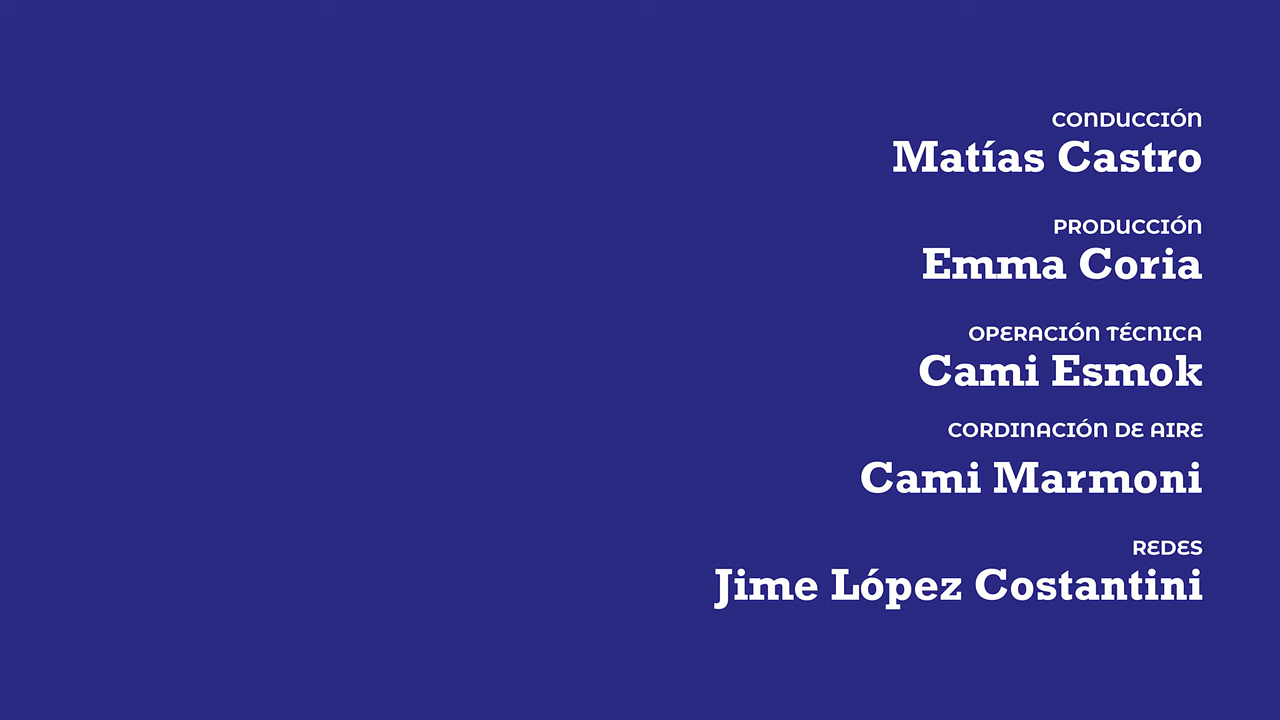 CONDUCCIÓN
Matías Castro
PRODUCCIÓN
Emma Coria
OPERACIÓN TÉCNICA
Cami Esmok
CORDINACIÓN DE AIRE
Cami Marmoni
REDES
Jime López Costantini